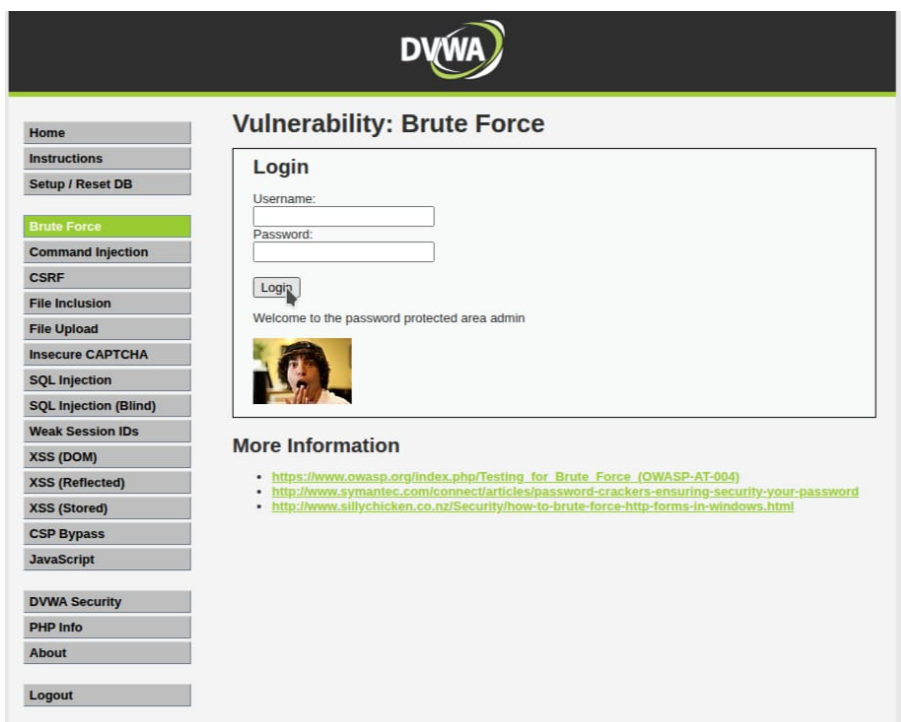 DVWA
Home
Instructions
Setup / Reset DB
Brute Force
Command Injection
CSRF
File Inclusion
File Upload
Insecure CAPTCHA
SQL Injection
SQL Injection (Blind)
Weak Session IDs
XSS (DOM)
XSS (Reflected)
XSS (Stored)
CSP Bypass
JavaScript
DVWA Security
PHP Info
About
Logout
Vulnerability: Brute Force
Login
Username:
Password:
Login
Welcome to the password protected area admin
More Information
https://www.owasp.org/index.php/Testing_for_Brute_Force_(OWASP-AT-004)
http://www.symantec.com/connect/articles/password-crackers-ensuring-security-your-password
http://www.sillychicken.co.nz/Security/how-to-brute-force-http-forms-in-windows.html